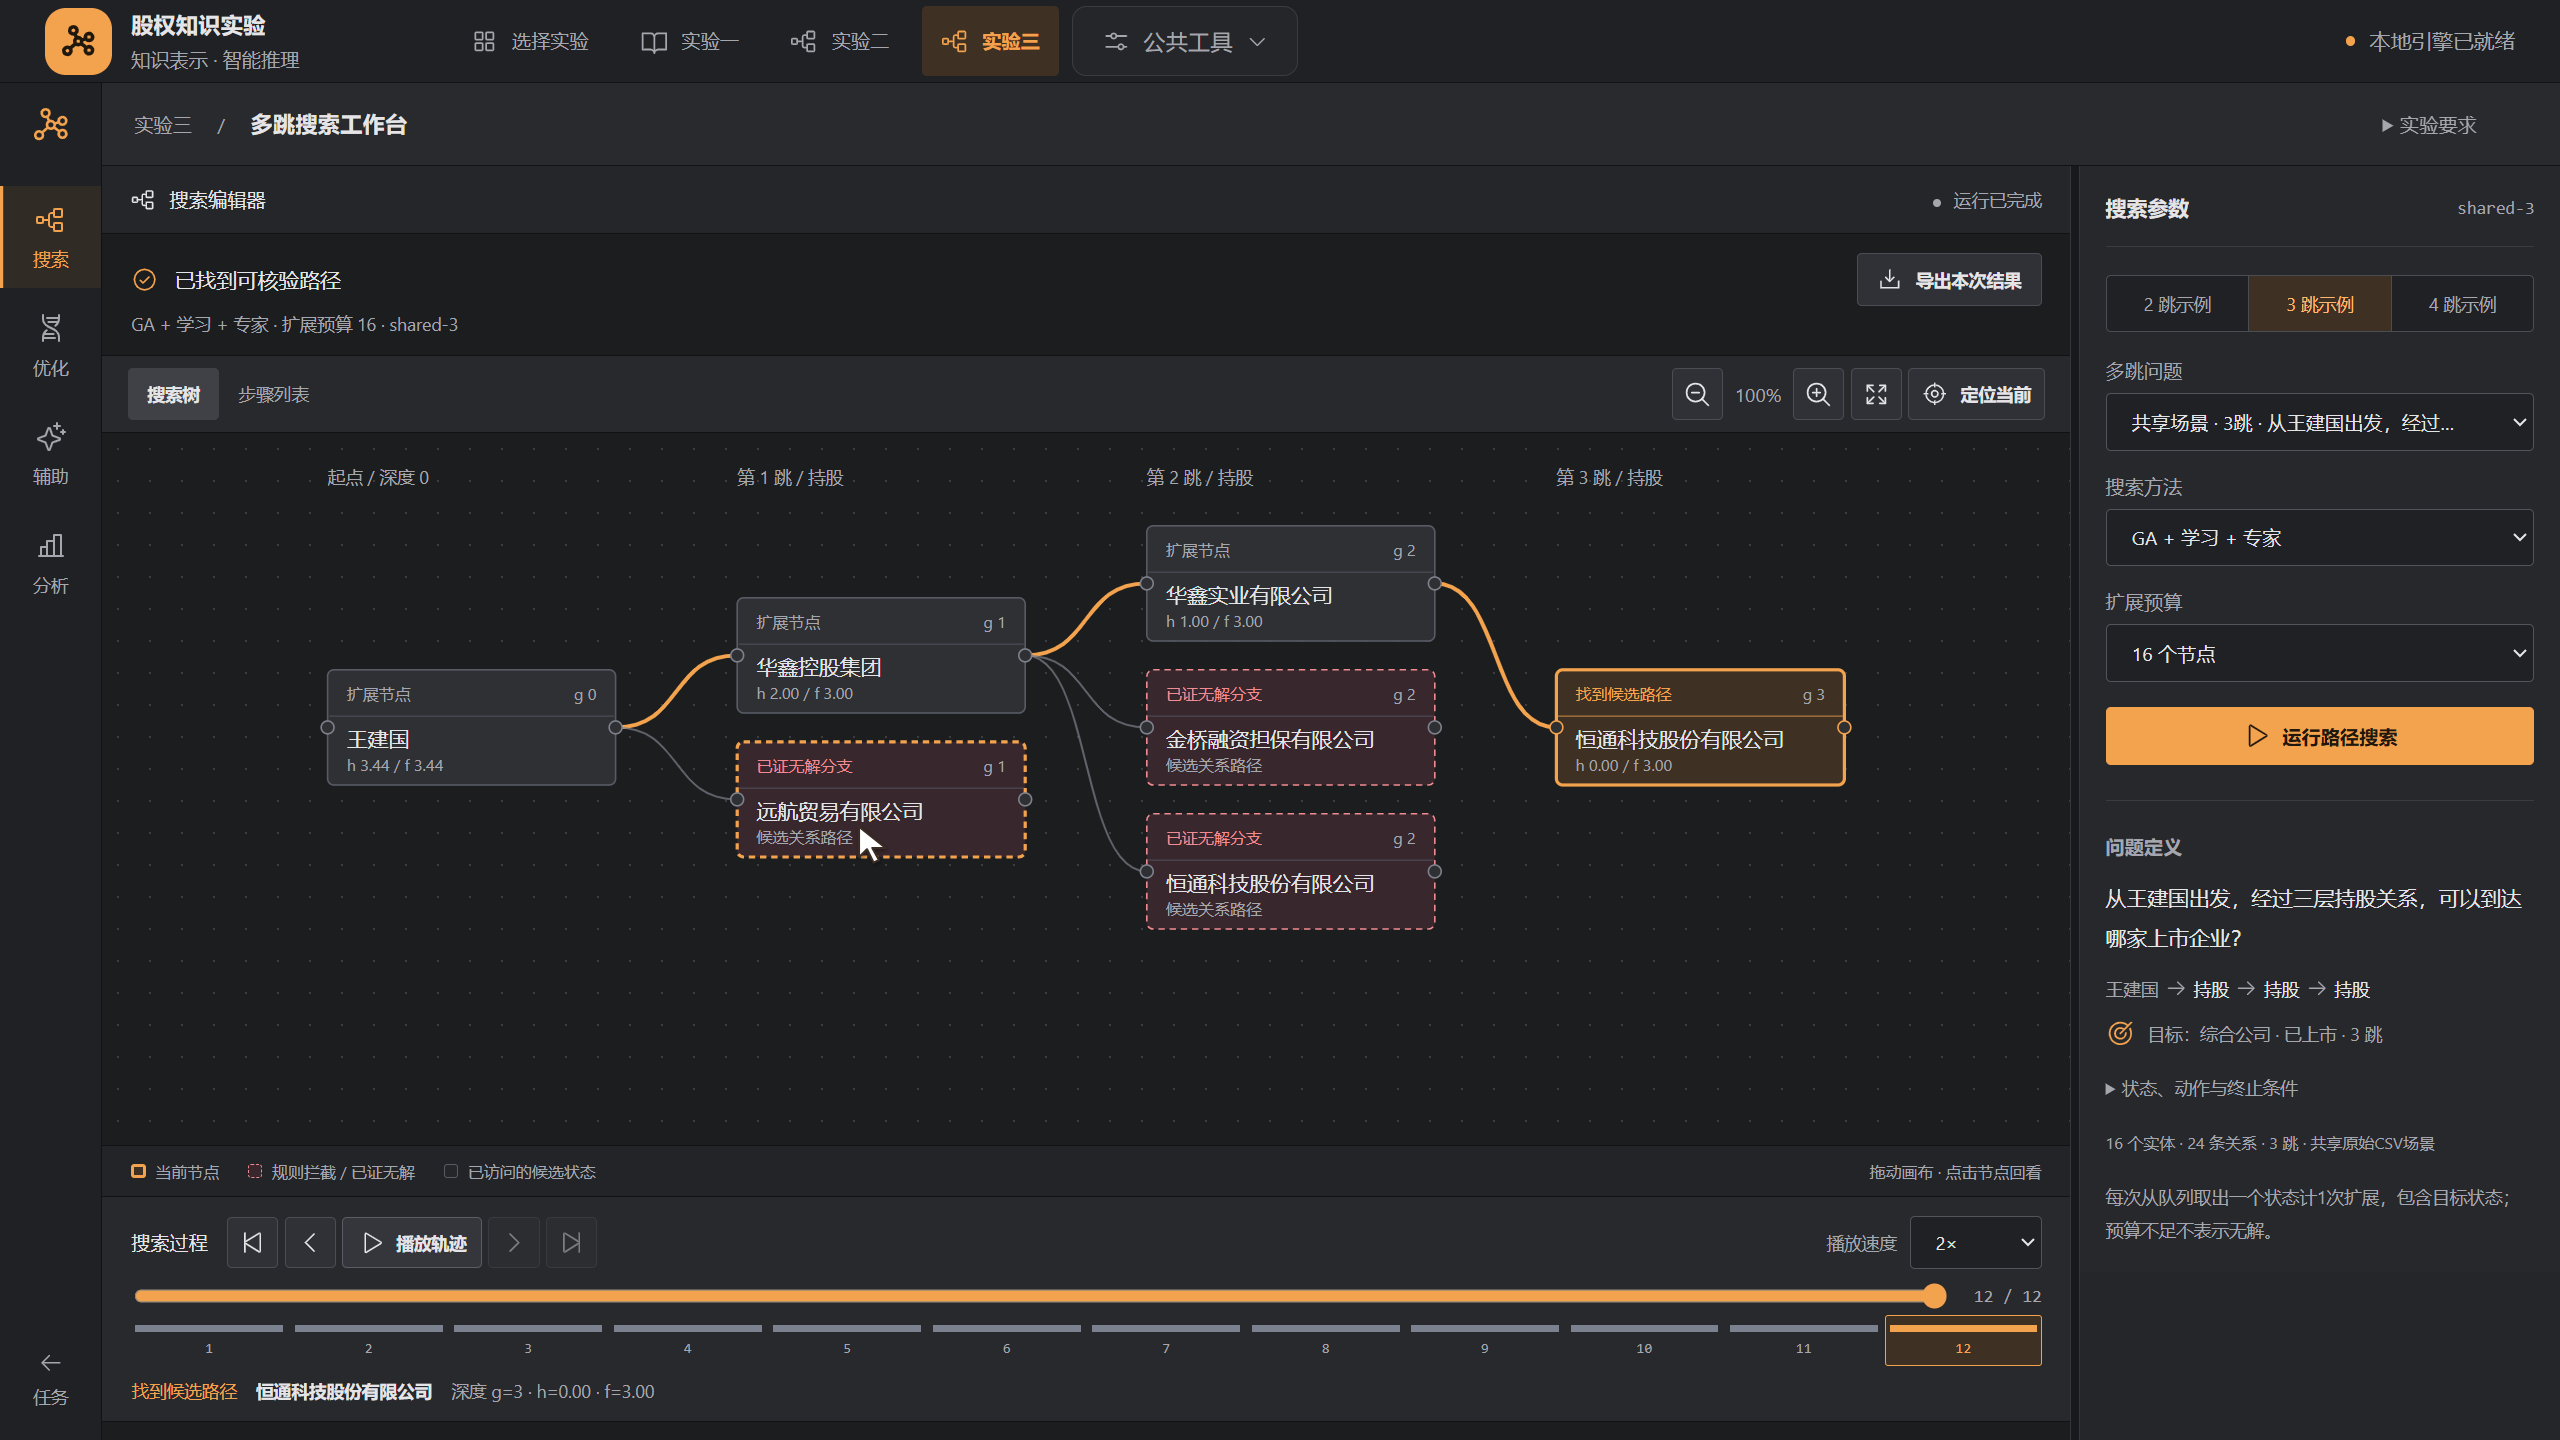 股权知识实验
知识表示 · 智能推理
选择实验
实验一
实验二
实验三
公共工具
本地引擎已就绪
实验三 / 多跳搜索工作台
实验要求
搜索
优化
辅助
分析
任务
搜索编辑器
运行已完成
已找到可核验路径
GA + 学习 + 专家 · 扩展预算 16 · shared-3
导出本次结果
搜索树
步骤列表
100%
定位当前
起点 / 深度 0
第 1 跳 / 持股
第 2 跳 / 持股
第 3 跳 / 持股
扩展节点 g 0
王建国
h 3.44 / f 3.44
扩展节点 g 1
华鑫控股集团
h 2.00 / f 3.00
已证无解分支 g 1
远航贸易有限公司
候选关系路径
扩展节点 g 2
华鑫实业有限公司
h 1.00 / f 3.00
已证无解分支 g 2
金桥融资担保有限公司
候选关系路径
已证无解分支 g 2
恒通科技股份有限公司
候选关系路径
找到候选路径 g 3
恒通科技股份有限公司
h 0.00 / f 3.00
当前节点
规则拦截 / 已证无解
已访问的候选状态
拖动画布 · 点击节点回看
搜索过程
播放轨迹
播放速度
2×
12 / 12
1
2
3
4
5
6
7
8
9
10
11
12
找到候选路径 恒通科技股份有限公司 深度 g=3 · h=0.00 · f=3.00
搜索参数
shared-3
2 跳示例
3 跳示例
4 跳示例
多跳问题
共享场景 · 3跳 · 从王建国出发，经过...
搜索方法
GA + 学习 + 专家
扩展预算
16 个节点
运行路径搜索
问题定义
从王建国出发，经过三层持股关系，可以到达
哪家上市企业？
王建国 → 持股 → 持股 → 持股
目标：综合公司 · 已上市 · 3 跳
状态、动作与终止条件
16 个实体 · 24 条关系 · 3 跳 · 共享原始CSV场景
每次从队列取出一个状态计1次扩展，包含目标状态；
预算不足不表示无解。